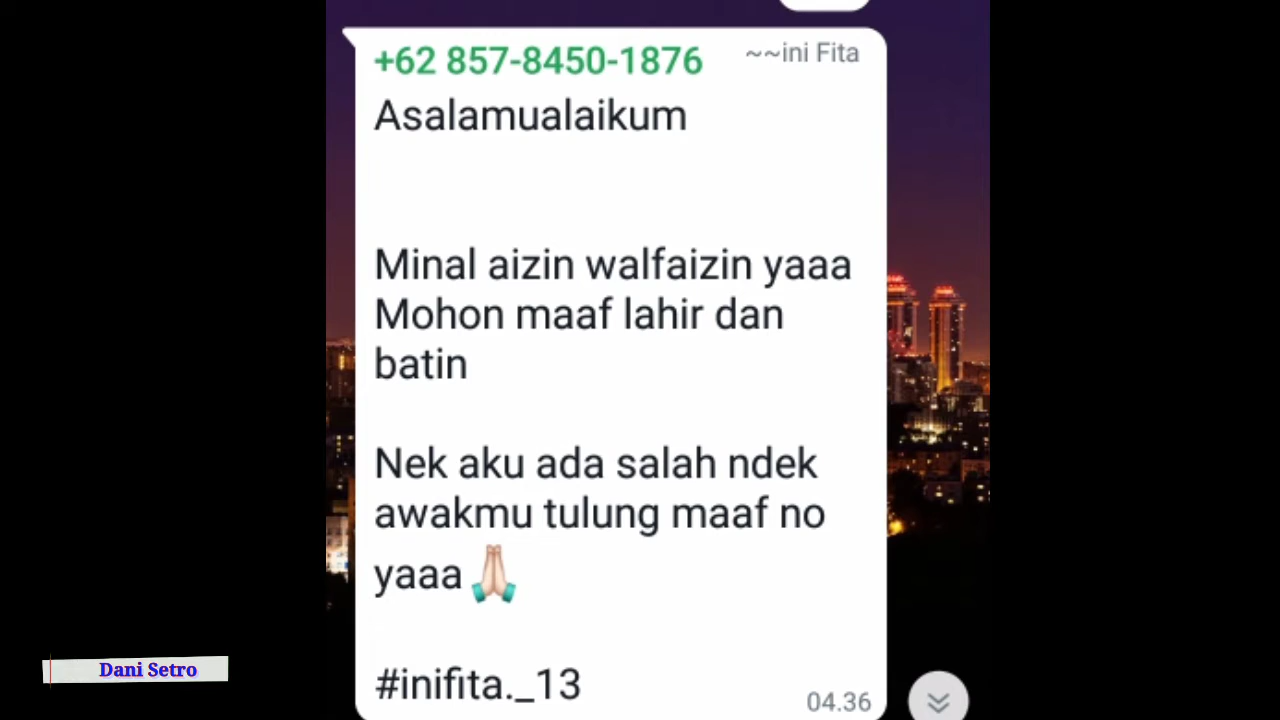 +62 857-8450-1876 ~~ini Fita
Asalamualaikum
Minal aizin walfaizin yaaa
Mohon maaf lahir dan
batin
Nek aku ada salah ndek
awakmu tulung maaf no
yaaa🙏🏻
#inifita._13
04.36
Dani Setro